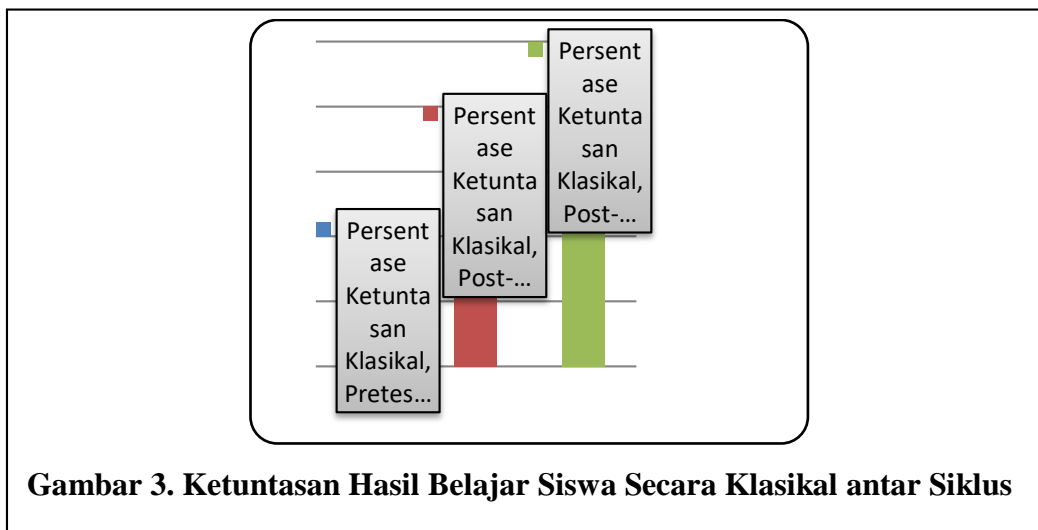 Persent
ase
Ketunta
san
Klasikal,
Pretes...
Persent
ase
Ketunta
san
Klasikal,
Post-...
Persent
ase
Ketunta
san
Klasikal,
Post-...
Gambar 3. Ketuntasan Hasil Belajar Siswa Secara Klasikal antar Siklus